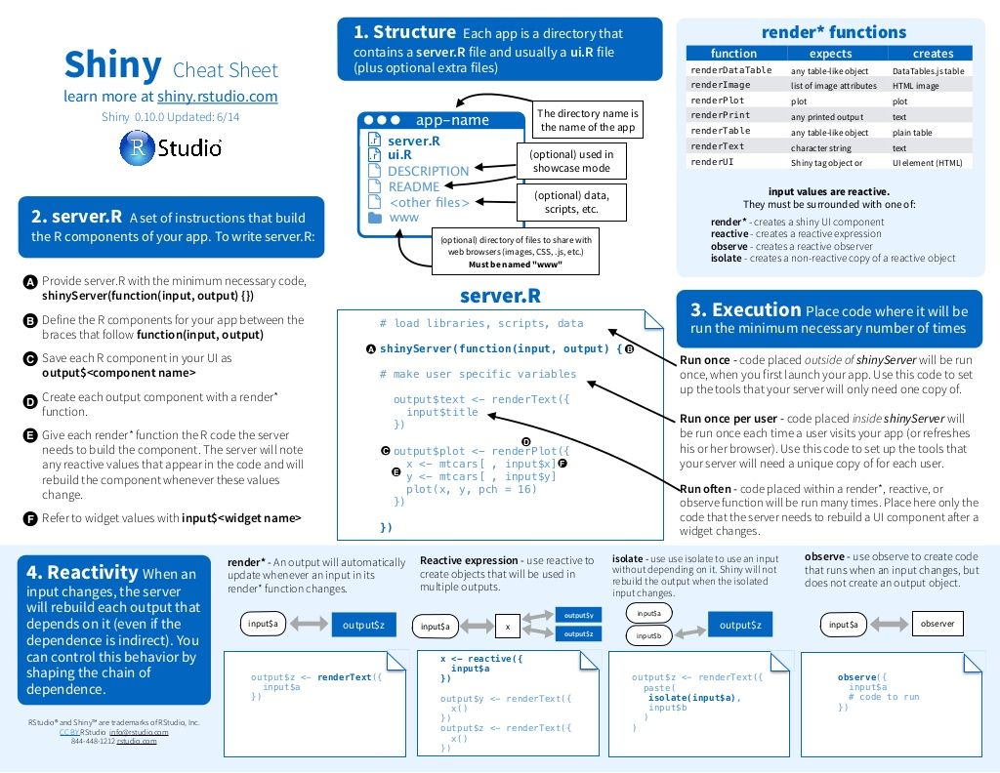 Shiny Cheat Sheet
learn more at shiny.rstudio.com
Shiny 0.10.0 Updated: 6/14
R Studio
1. Structure Each app is a directory that
contains a server.R file and usually a ui.R file
(plus optional extra files)
app-name
.r server.R
.r ui.R
DESCRIPTION
README
<other files>
www
The directory name is
the name of the app
(optional) used in
showcase mode
(optional) data,
scripts, etc.
(optional) directory of files to share with
web browsers (images, CSS, .js, etc.)
Must be named "www"
render* functions
function expects creates
renderDataTable any table-like object DataTables.js table
renderImage list of image attributes HTML image
renderPlot plot plot
renderPrint any printed output text
renderTable any table-like object plain table
renderText character string text
renderUI Shiny tag object or UI element (HTML)
input values are reactive.
They must be surrounded with one of:
render* - creates a shiny UI component
reactive - creates a reactive expression
observe - creates a reactive observer
isolate - creates a non-reactive copy of a reactive object
2. server.R A set of instructions that build
the R components of your app. To write server.R:
A Provide server.R with the minimum necessary code,
shinyServer(function(input, output) {})
B Define the R components for your app between the
braces that follow function(input, output)
C Save each R component in your UI as
output$<component name>
D Create each output component with a render*
function.
E Give each render* function the R code the server
needs to build the component. The server will note
any reactive values that appear in the code and will
rebuild the component whenever these values
change.
F Refer to widget values with input$<widget name>
server.R
# load libraries, scripts, data
A shinyServer(function(input, output) { B
# make user specific variables
output$text <- renderText({
input$title
})
D
C output$plot <- renderPlot({
x <- mtcars[ , input$x] F
E y <- mtcars[ , input$y]
plot(x, y, pch = 16)
})
})
3. Execution Place code where it will be
run the minimum necessary number of times
Run once - code placed outside of shinyServer will be run
once, when you first launch your app. Use this code to set
up the tools that your server will only need one copy of.
Run once per user - code placed inside shinyServer will
be run once each time a user visits your app (or refreshes
his or her browser). Use this code to set up the tools that
your server will need a unique copy of for each user.
Run often - code placed within a render*, reactive, or
observe function will be run many times. Place here only the
code that the server needs to rebuild a UI component after a
widget changes.
4. Reactivity When an
input changes, the server
will rebuild each output that
depends on it (even if the
dependence is indirect). You
can control this behavior by
shaping the chain of
dependence.
RStudio® and Shiny™ are trademarks of RStudio, Inc.
CC BY RStudio info@rstudio.com
844-448-1212 rstudio.com
render* - An output will automatically
update whenever an input in its
render* function changes.
input$a output$z
output$z <- renderText({
input$a
})
Reactive expression - use reactive to
create objects that will be used in
multiple outputs.
input$a x output$y
output$z
x <- reactive({
input$a
})
output$y <- renderText({
x()
})
output$z <- renderText({
x()
})
isolate - use use isolate to use an input
without depending on it. Shiny will not
rebuild the output when the isolated
input changes.
input$a
input$b output$z
output$z <- renderText({
paste(
isolate(input$a),
input$b
)
)
observe - use observe to create code
that runs when an input changes, but
does not create an output object.
input$a observer
observe({
input$a
# code to run
})